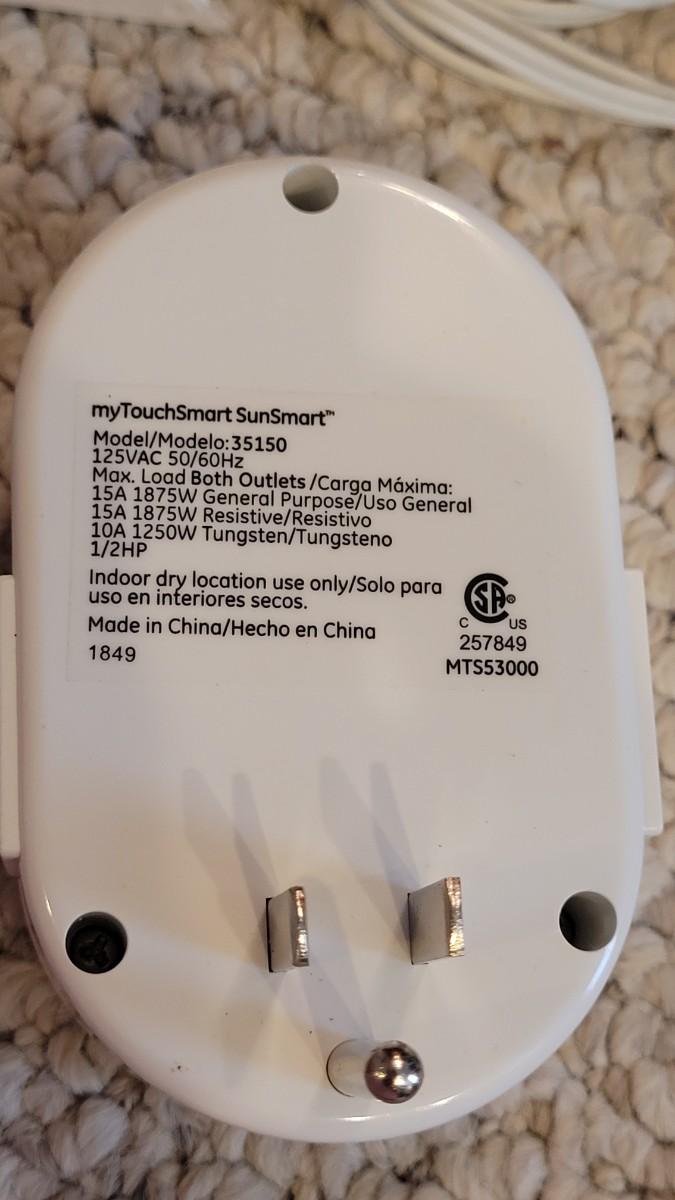 myTouchSmart SunSmart™
Model/Modelo:35150
125VAC 50/60Hz
Max. Load Both Outlets/Carga Máxima:
15A 1875W General Purpose/Uso General
15A 1875W Resistive/Resistivo
10A 1250W Tungsten/Tungsteno
1/2HP
Indoor dry location use only/Solo para
uso en interiores secos.
Made in China/Hecho en China
1849
CSA®
C US
257849
MTS53000